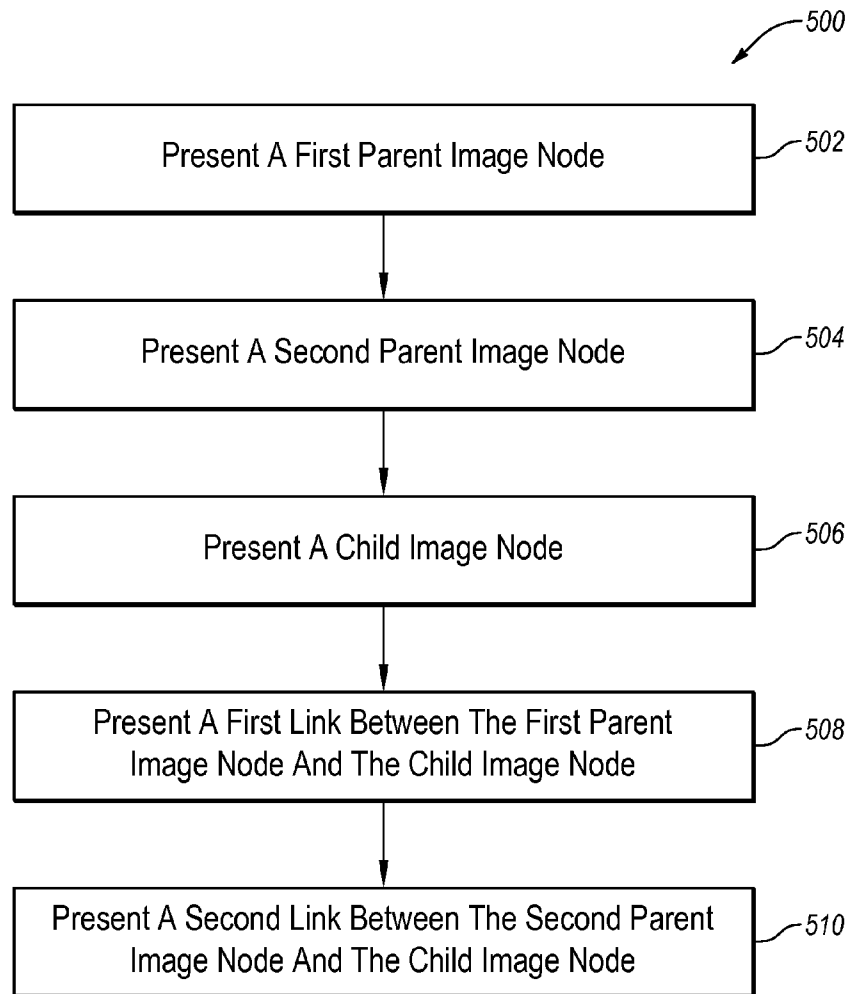 500
Present A First Parent Image Node
502
Present A Second Parent Image Node
504
Present A Child Image Node
506
Present A First Link Between The First Parent
Image Node And The Child Image Node
508
Present A Second Link Between The Second Parent
Image Node And The Child Image Node
510